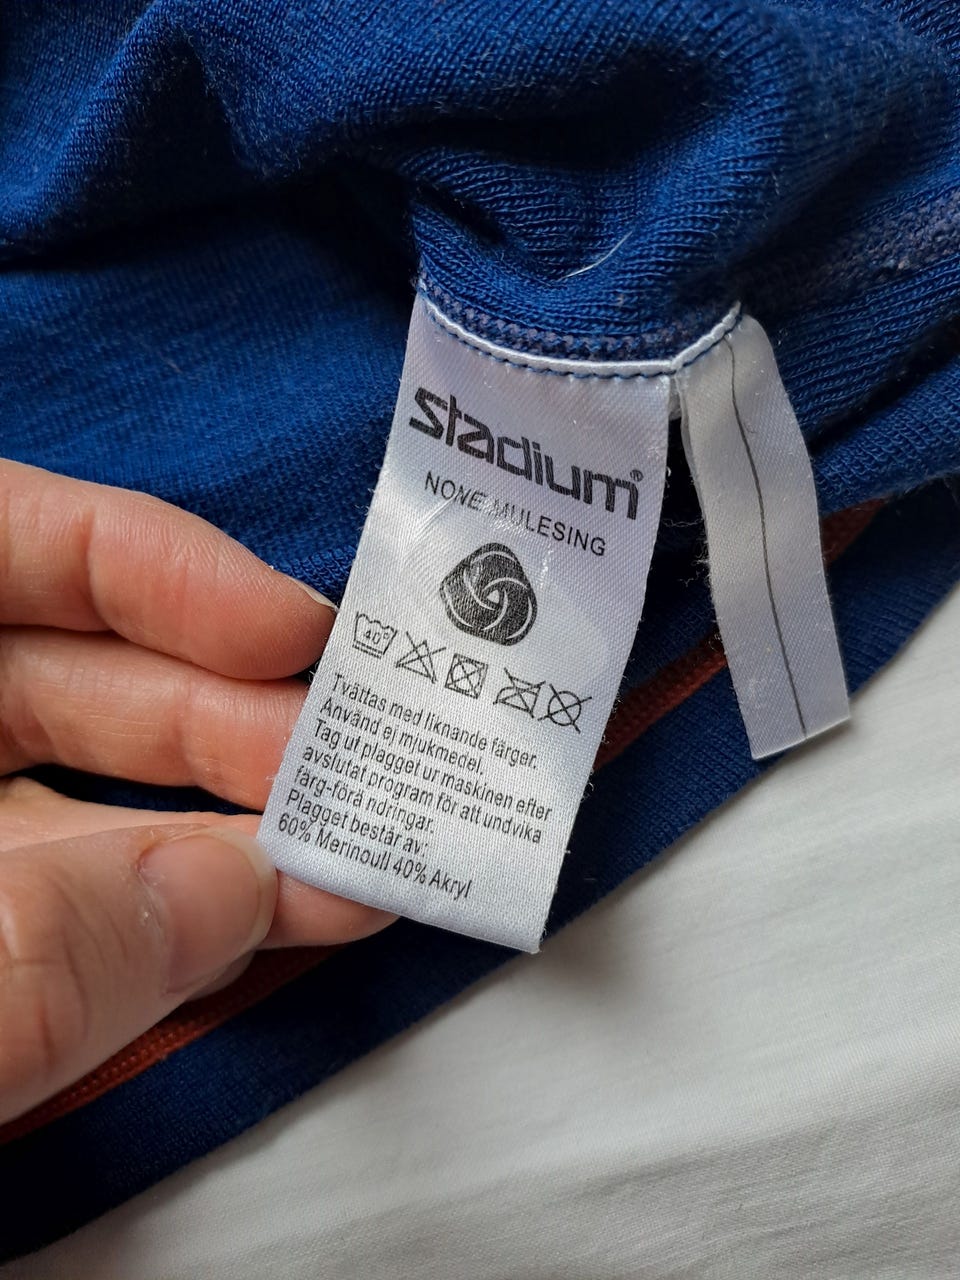 stadium®
NONE MULESING
40°
Tvättas med liknande färger.
Använd ej mjukmedel.
Tag ut plagget ur maskinen efter
avslutat program för att undvika
färg-förä ndringar.
Plagget består av:
60% Merinoull 40% Akryl